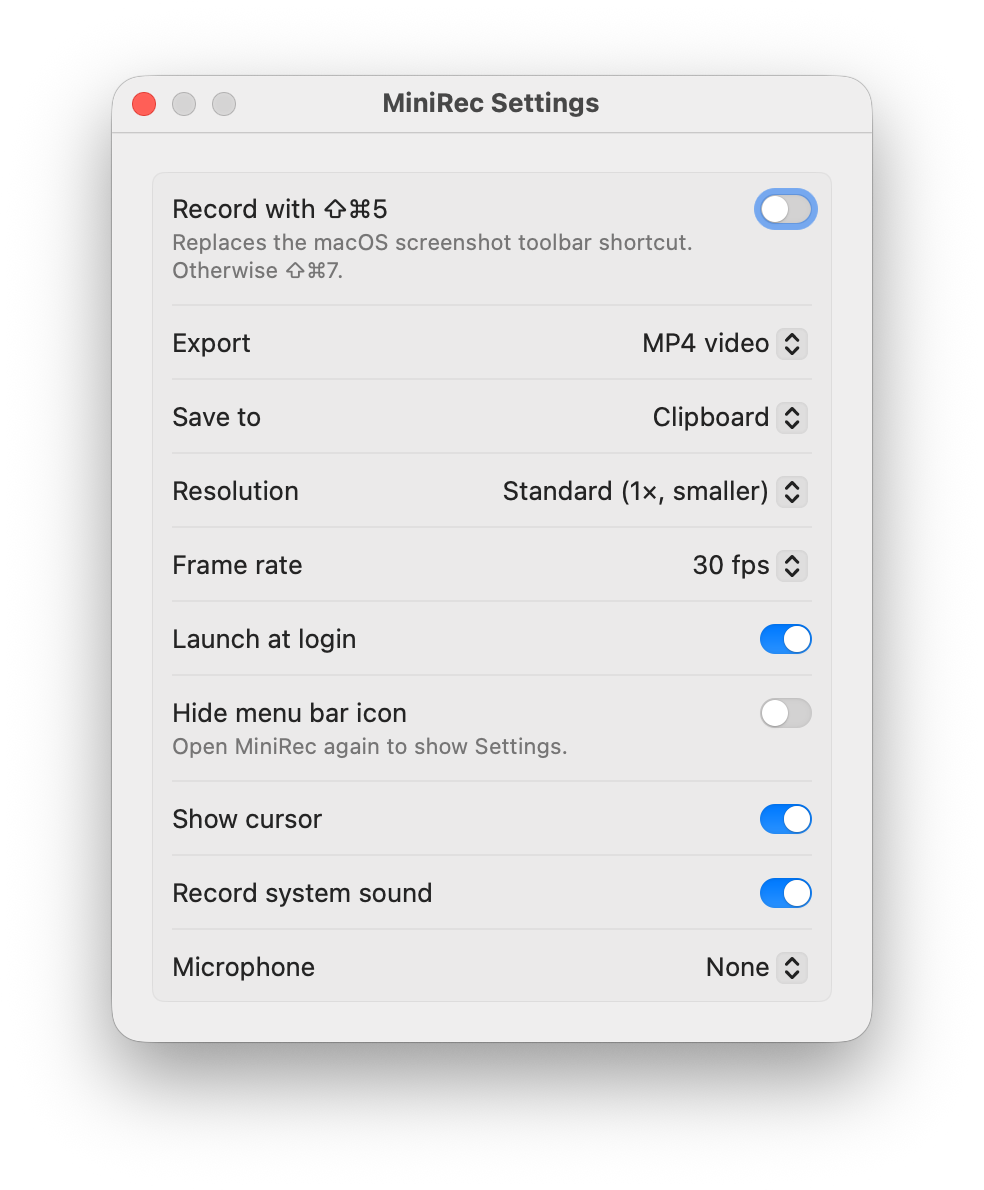 MiniRec Settings
Record with ⇧⌘5
Replaces the macOS screenshot toolbar shortcut.
Otherwise ⇧⌘7.
Export MP4 video
Save to Clipboard
Resolution Standard (1×, smaller)
Frame rate 30 fps
Launch at login
Hide menu bar icon
Open MiniRec again to show Settings.
Show cursor
Record system sound
Microphone None